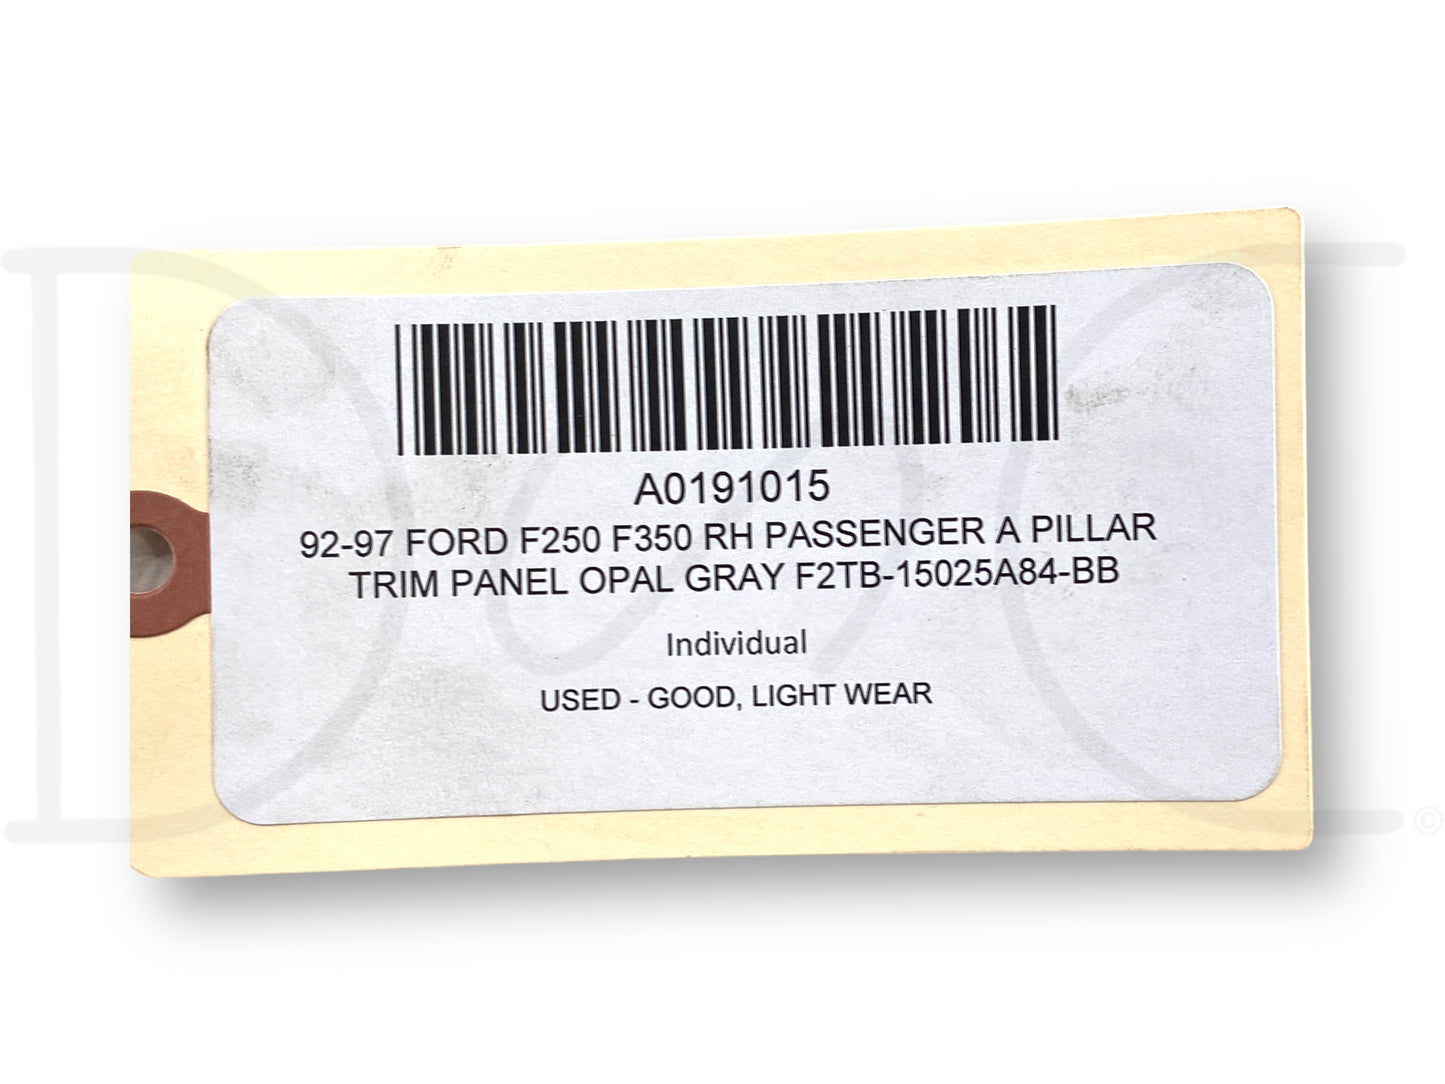 A0191015
92-97 FORD F250 F350 RH PASSENGER A PILLAR
TRIM PANEL OPAL GRAY F2TB-15025A84-BB
Individual
USED - GOOD, LIGHT WEAR
©